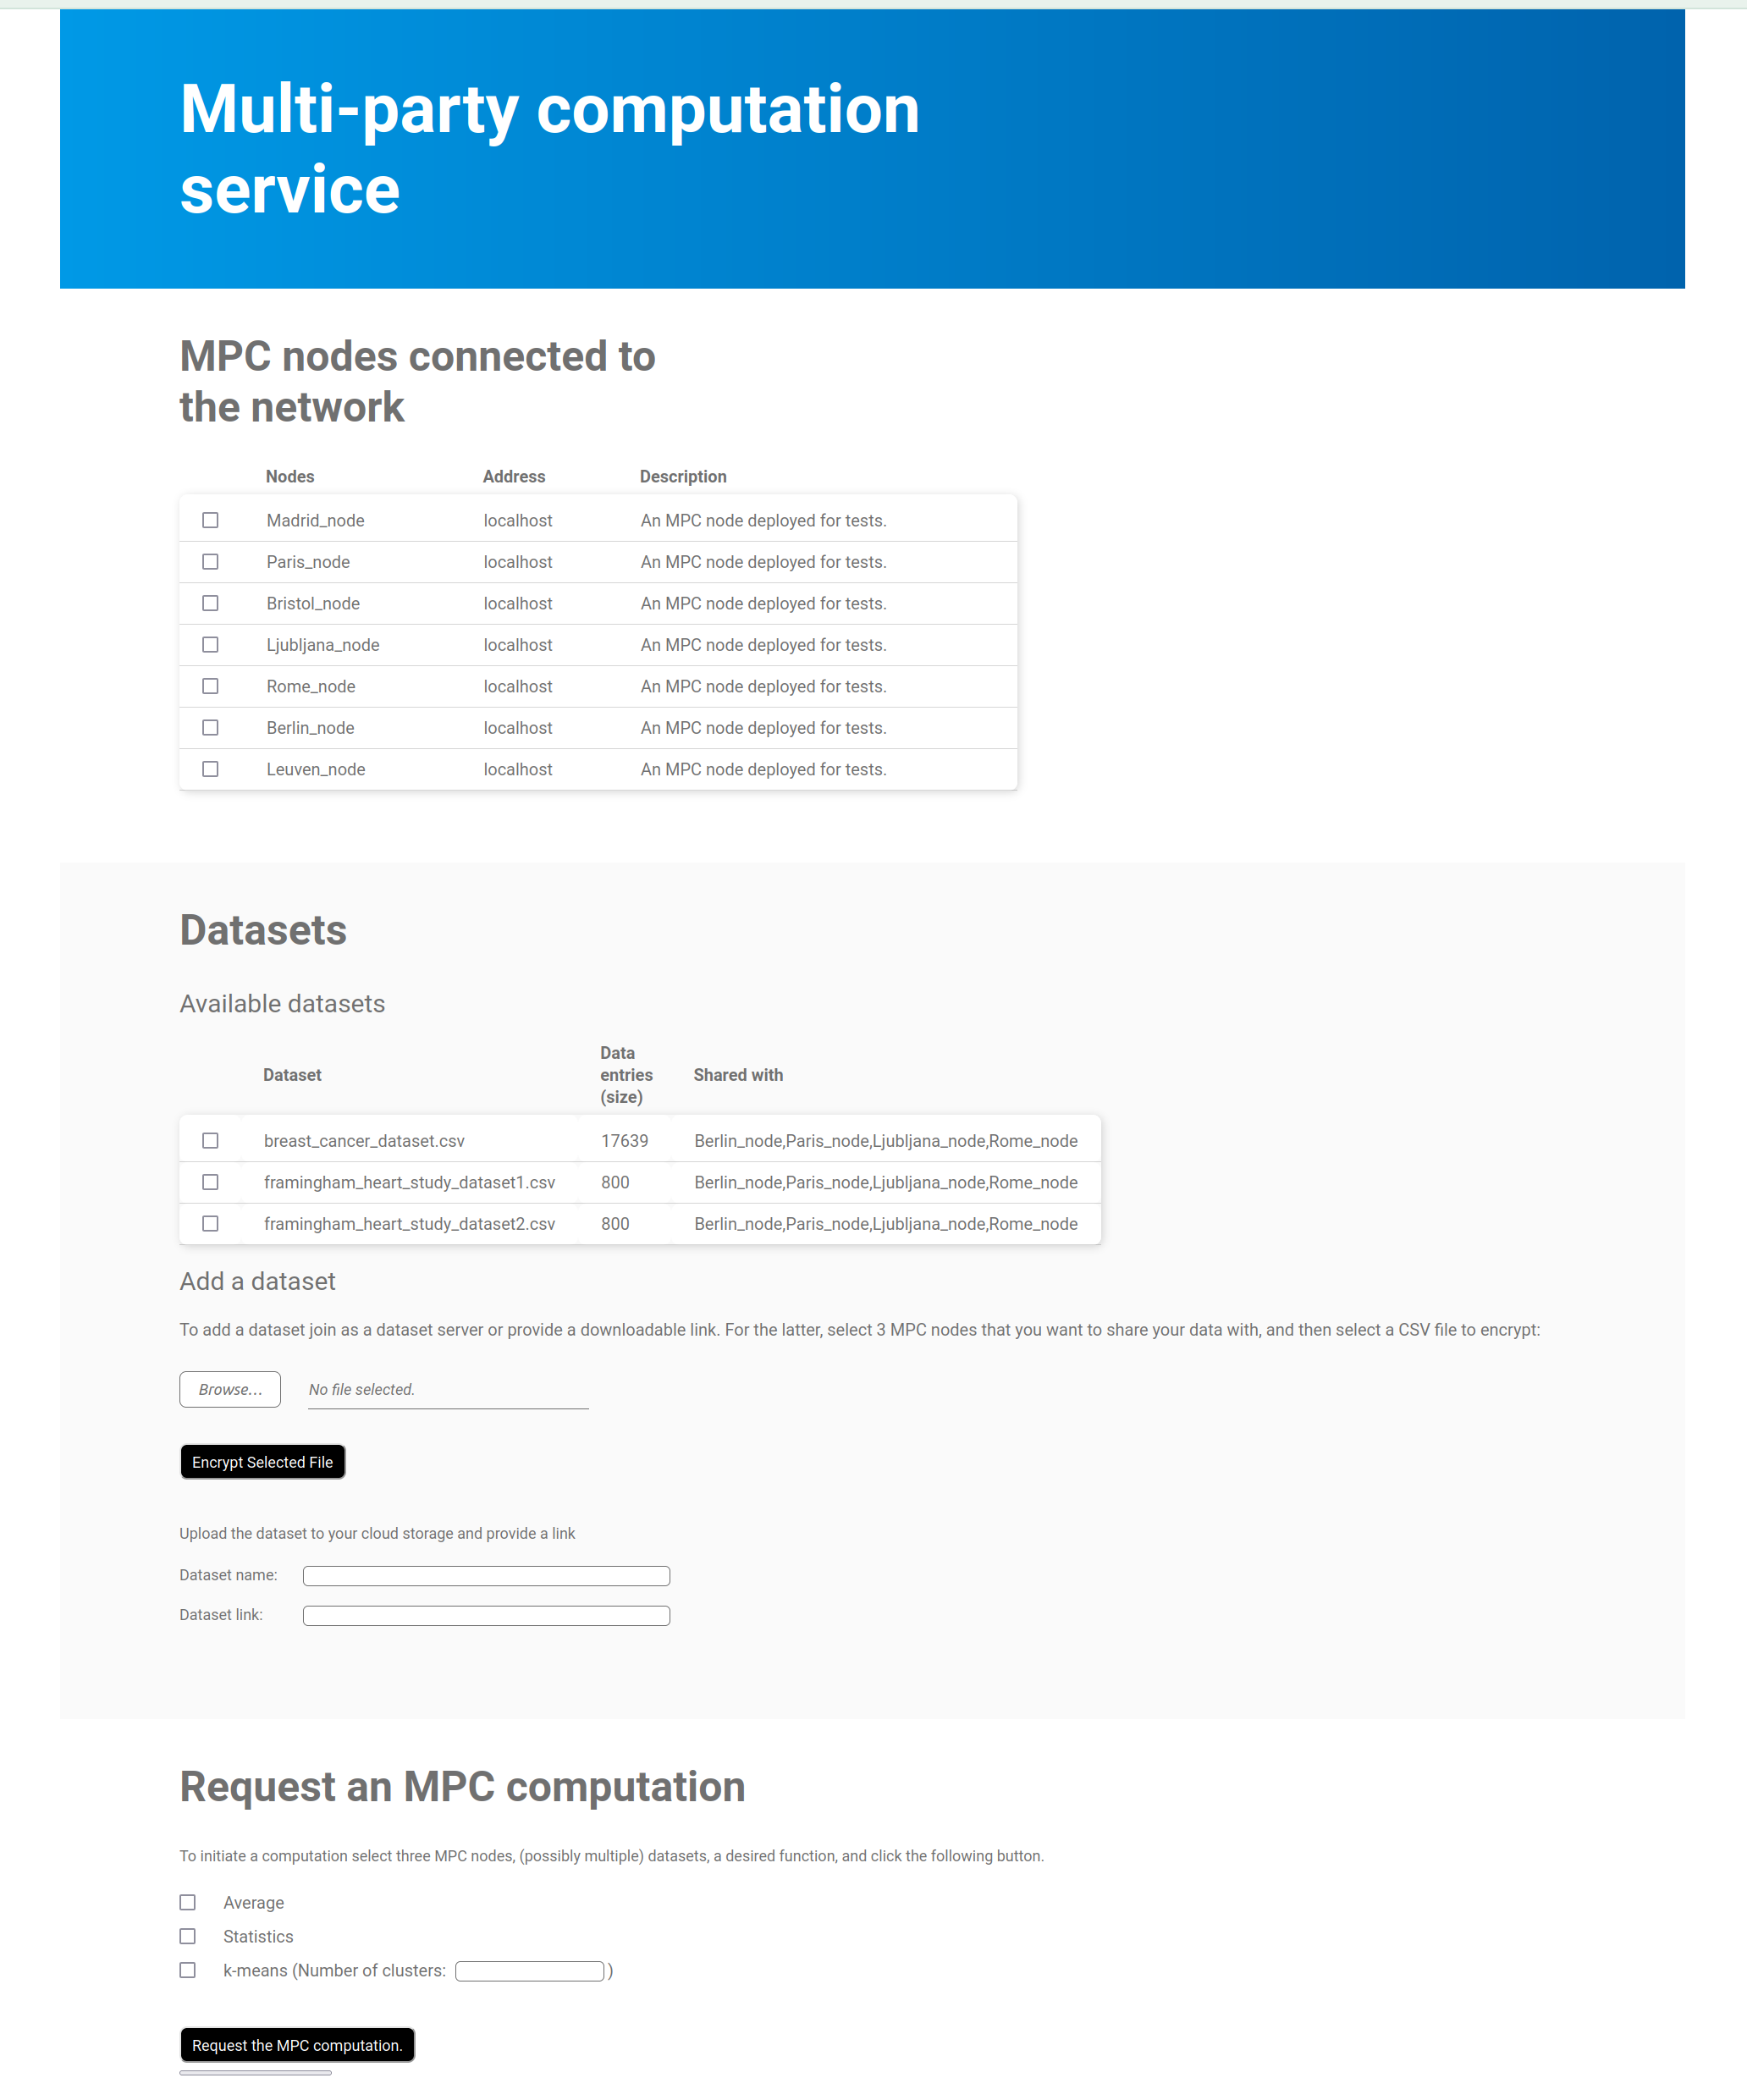 Multi-party computation
service
MPC nodes connected to
the network
Nodes Address Description
Madrid_node localhost An MPC node deployed for tests.
Paris_node localhost An MPC node deployed for tests.
Bristol_node localhost An MPC node deployed for tests.
Ljubljana_node localhost An MPC node deployed for tests.
Rome_node localhost An MPC node deployed for tests.
Berlin_node localhost An MPC node deployed for tests.
Leuven_node localhost An MPC node deployed for tests.
Datasets
Available datasets
Dataset Data entries (size) Shared with
breast_cancer_dataset.csv 17639 Berlin_node,Paris_node,Ljubljana_node,Rome_node
framingham_heart_study_dataset1.csv 800 Berlin_node,Paris_node,Ljubljana_node,Rome_node
framingham_heart_study_dataset2.csv 800 Berlin_node,Paris_node,Ljubljana_node,Rome_node
Add a dataset
To add a dataset join as a dataset server or provide a downloadable link. For the latter, select 3 MPC nodes that you want to share your data with, and then select a CSV file to encrypt:
Browse... No file selected.
Encrypt Selected File
Upload the dataset to your cloud storage and provide a link
Dataset name:
Dataset link:
Request an MPC computation
To initiate a computation select three MPC nodes, (possibly multiple) datasets, a desired function, and click the following button.
Average
Statistics
k-means (Number of clusters: )
Request the MPC computation.